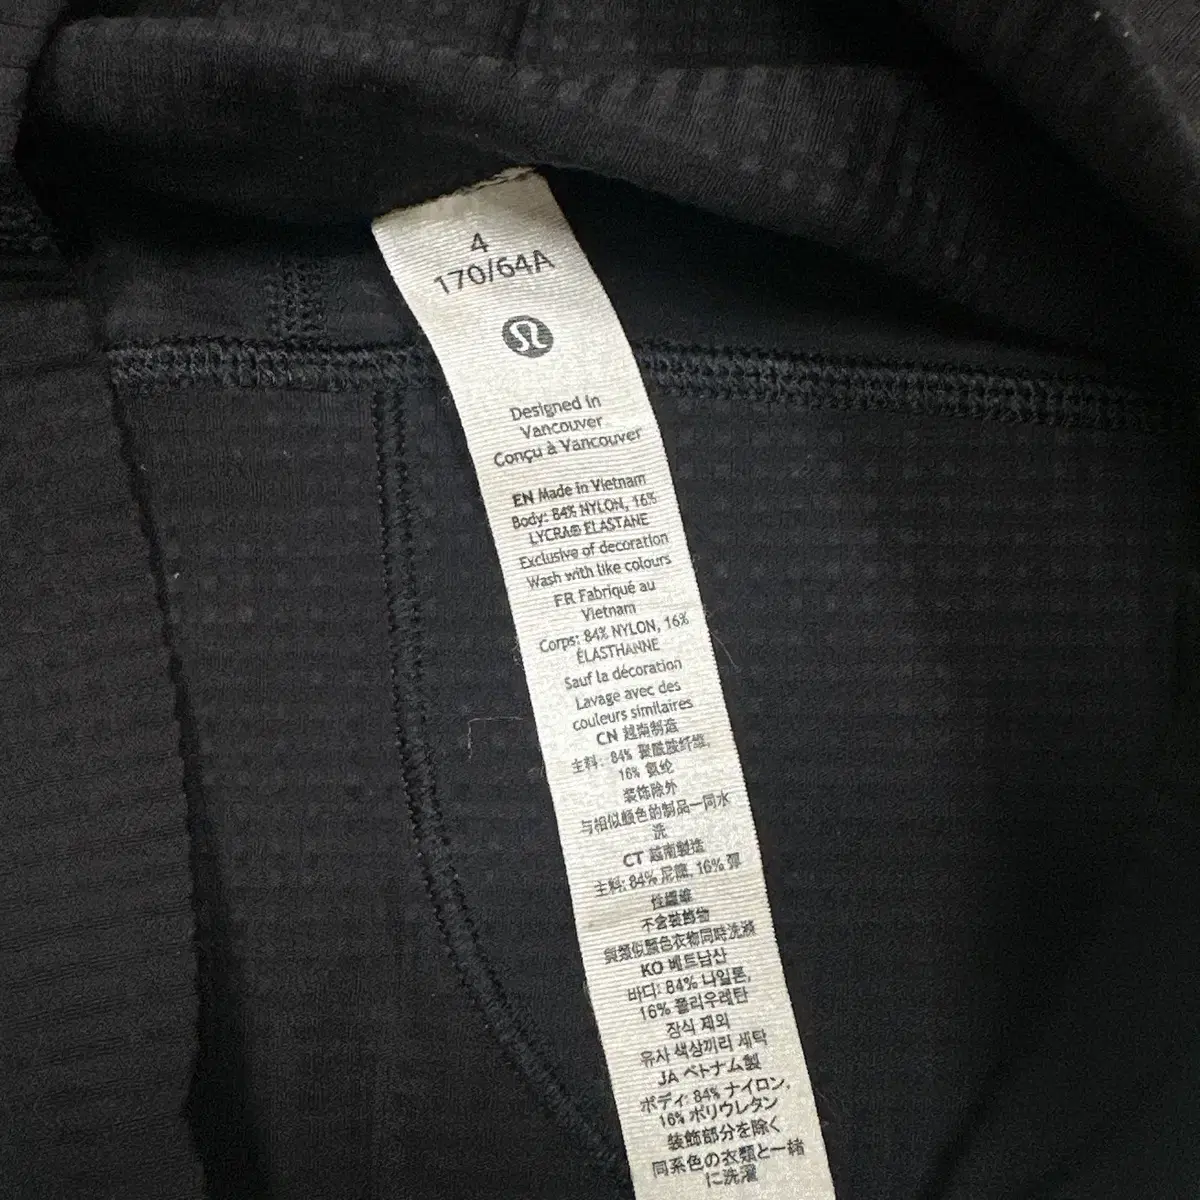 4
170/64A
Designed in
Vancouver
Conçu à Vancouver
EN Made in Vietnam
Body: 84% NYLON, 16%
LYCRA® ELASTANE
Exclusive of decoration
Wash with like colours
FR Fabriqué au
Vietnam
Corps: 84% NYLON, 16%
ÉLASTHANNE
Sauf la décoration
Lavage avec des
couleurs similaires
CN 越南制造
主料: 84% 聚酰胺纤维,
16% 氨纶
装饰除外
与相似颜色的制品一同水
洗
CT 越南製造
主料: 84% 尼龍, 16% 彈
性纖維
不含裝飾物
與類似顏色衣物同時洗滌
KO 베트남산
바디: 84% 나일론,
16% 폴리우레탄
장식 제외
유사 색상끼리 세탁
JA ベトナム製
ボディ: 84% ナイロン,
16% ポリウレタン
装飾部分を除く
同系色の衣類と一緒
に洗濯